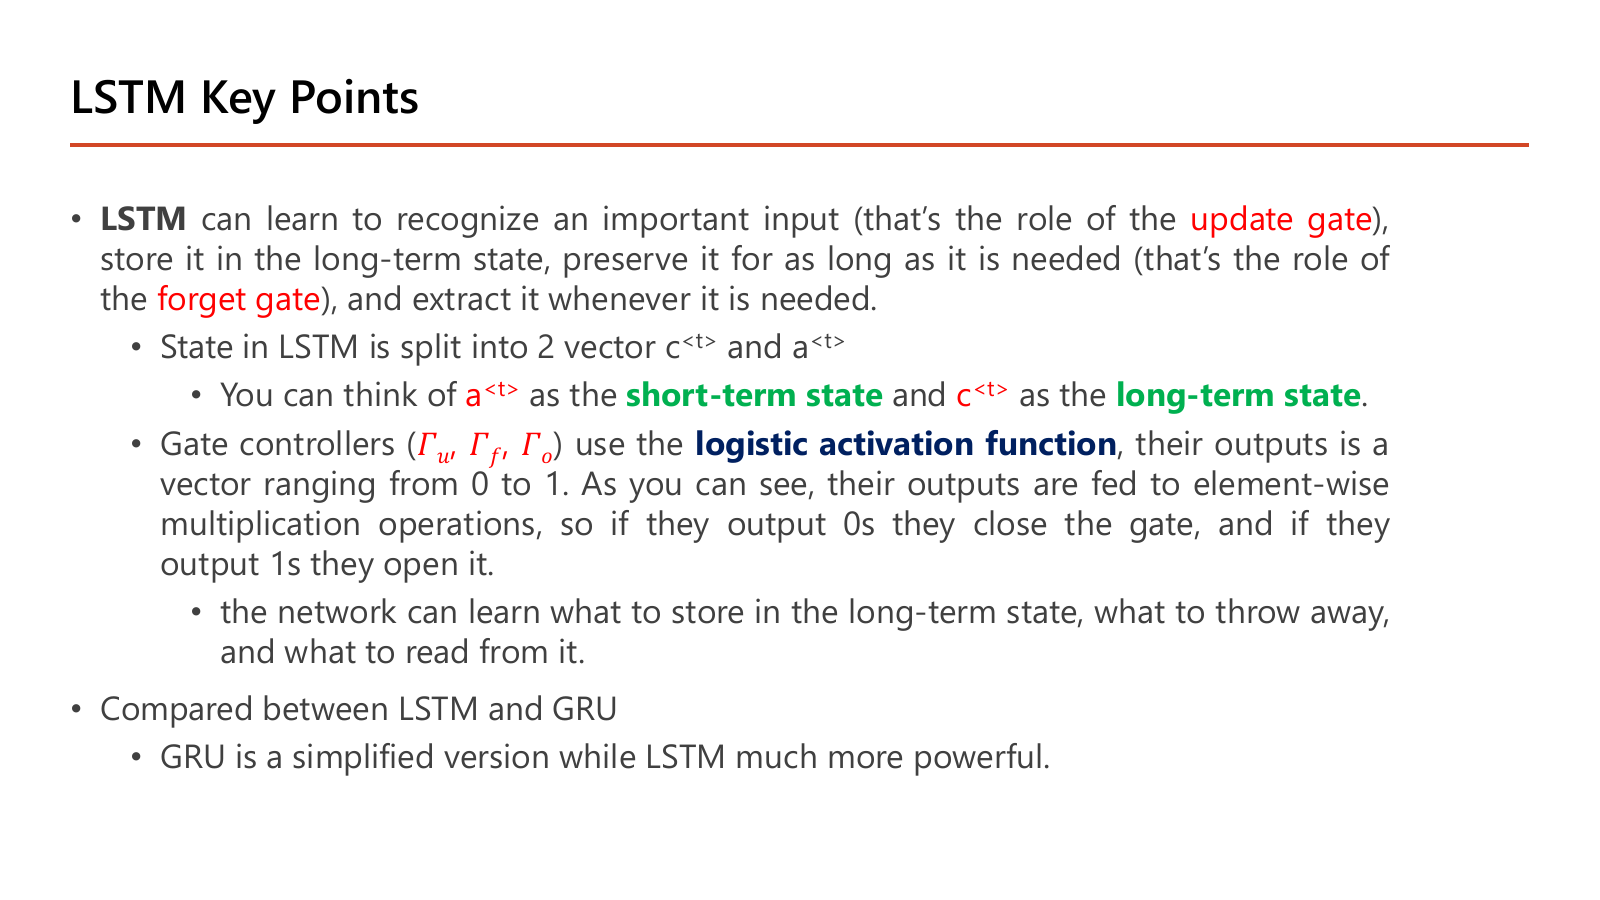 LSTM Key Points
• LSTM can learn to recognize an important input (that’s the role of the update gate),
store it in the long-term state, preserve it for as long as it is needed (that’s the role of
the forget gate), and extract it whenever it is needed.
• State in LSTM is split into 2 vector c<t> and a<t>
• You can think of a<t> as the short-term state and c<t> as the long-term state.
• Gate controllers (Γu, Γf, Γo) use the logistic activation function, their outputs is a
vector ranging from 0 to 1. As you can see, their outputs are fed to element-wise
multiplication operations, so if they output 0s they close the gate, and if they
output 1s they open it.
• the network can learn what to store in the long-term state, what to throw away,
and what to read from it.
• Compared between LSTM and GRU
• GRU is a simplified version while LSTM much more powerful.